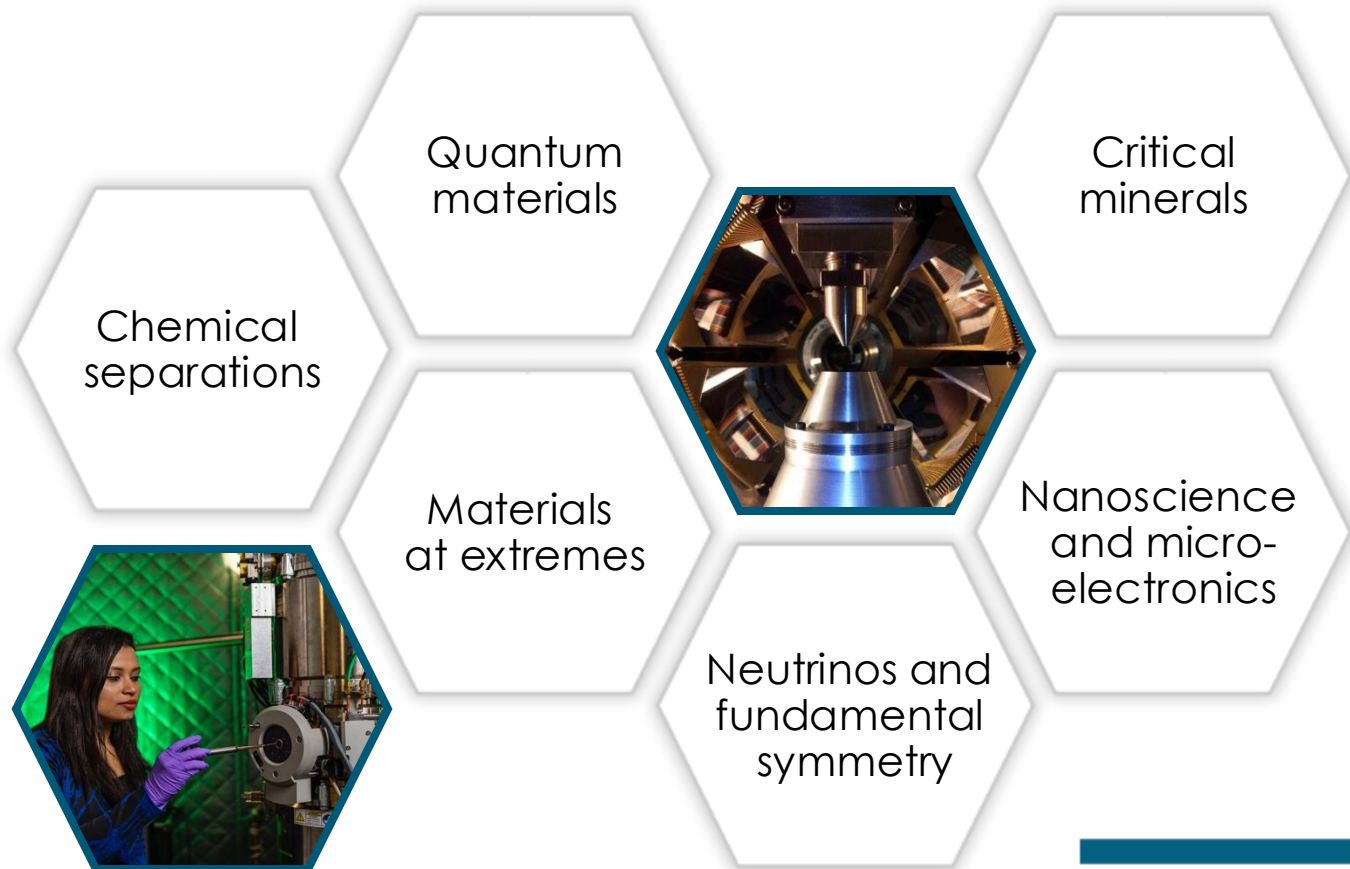 Quantum
materials
Critical
minerals
Chemical
separations
Materials
at extremes
Nanoscience
and micro-
electronics
Neutrinos and
fundamental
symmetry